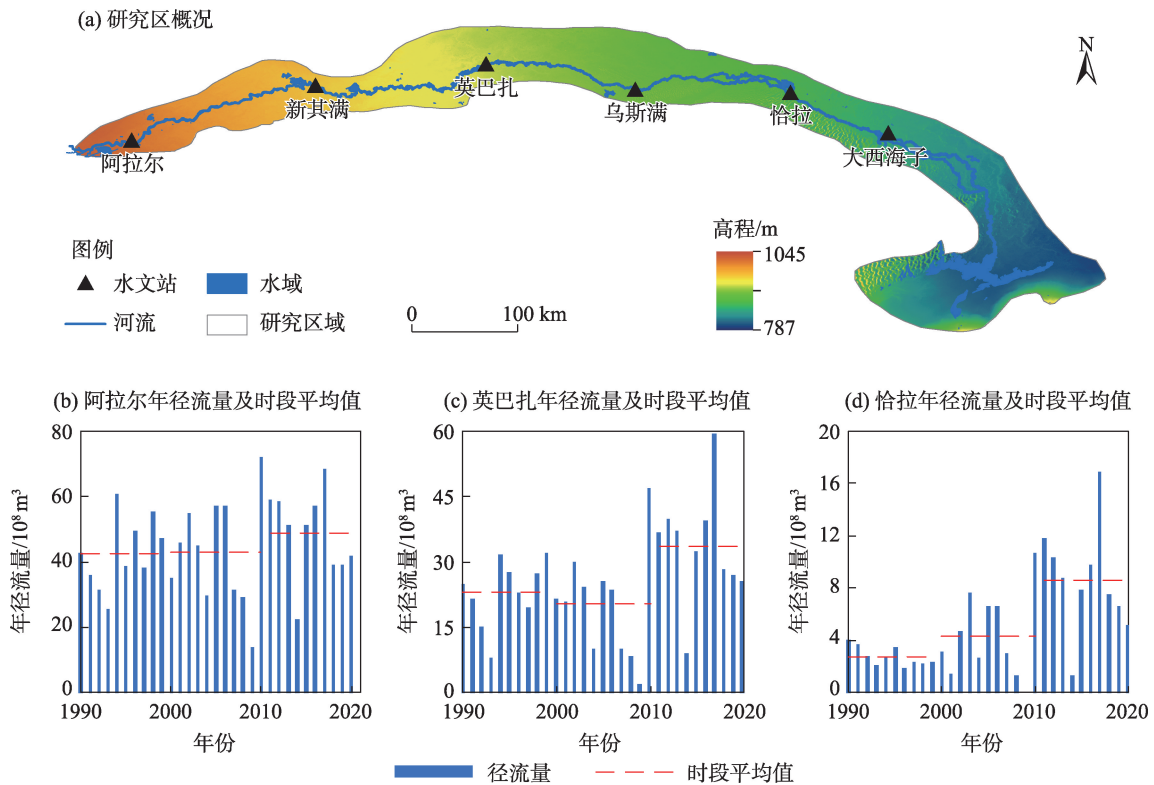 (a) 研究区概况
N
英巴扎
新其满
乌斯满
恰拉
阿拉尔
大西海子
图例
水文站
水域
河流
研究区域
0 100 km
高程/m
1045
787
(b) 阿拉尔年径流量及时段平均值
年径流量/10⁸ m³
80
60
40
20
0
1990 2000 2010 2020
年份
(c) 英巴扎年径流量及时段平均值
年径流量/10⁸ m³
60
45
30
15
0
1990 2000 2010 2020
年份
(d) 恰拉年径流量及时段平均值
年径流量/10⁸ m³
20
16
12
8
4
0
1990 2000 2010 2020
年份
径流量 时段平均值